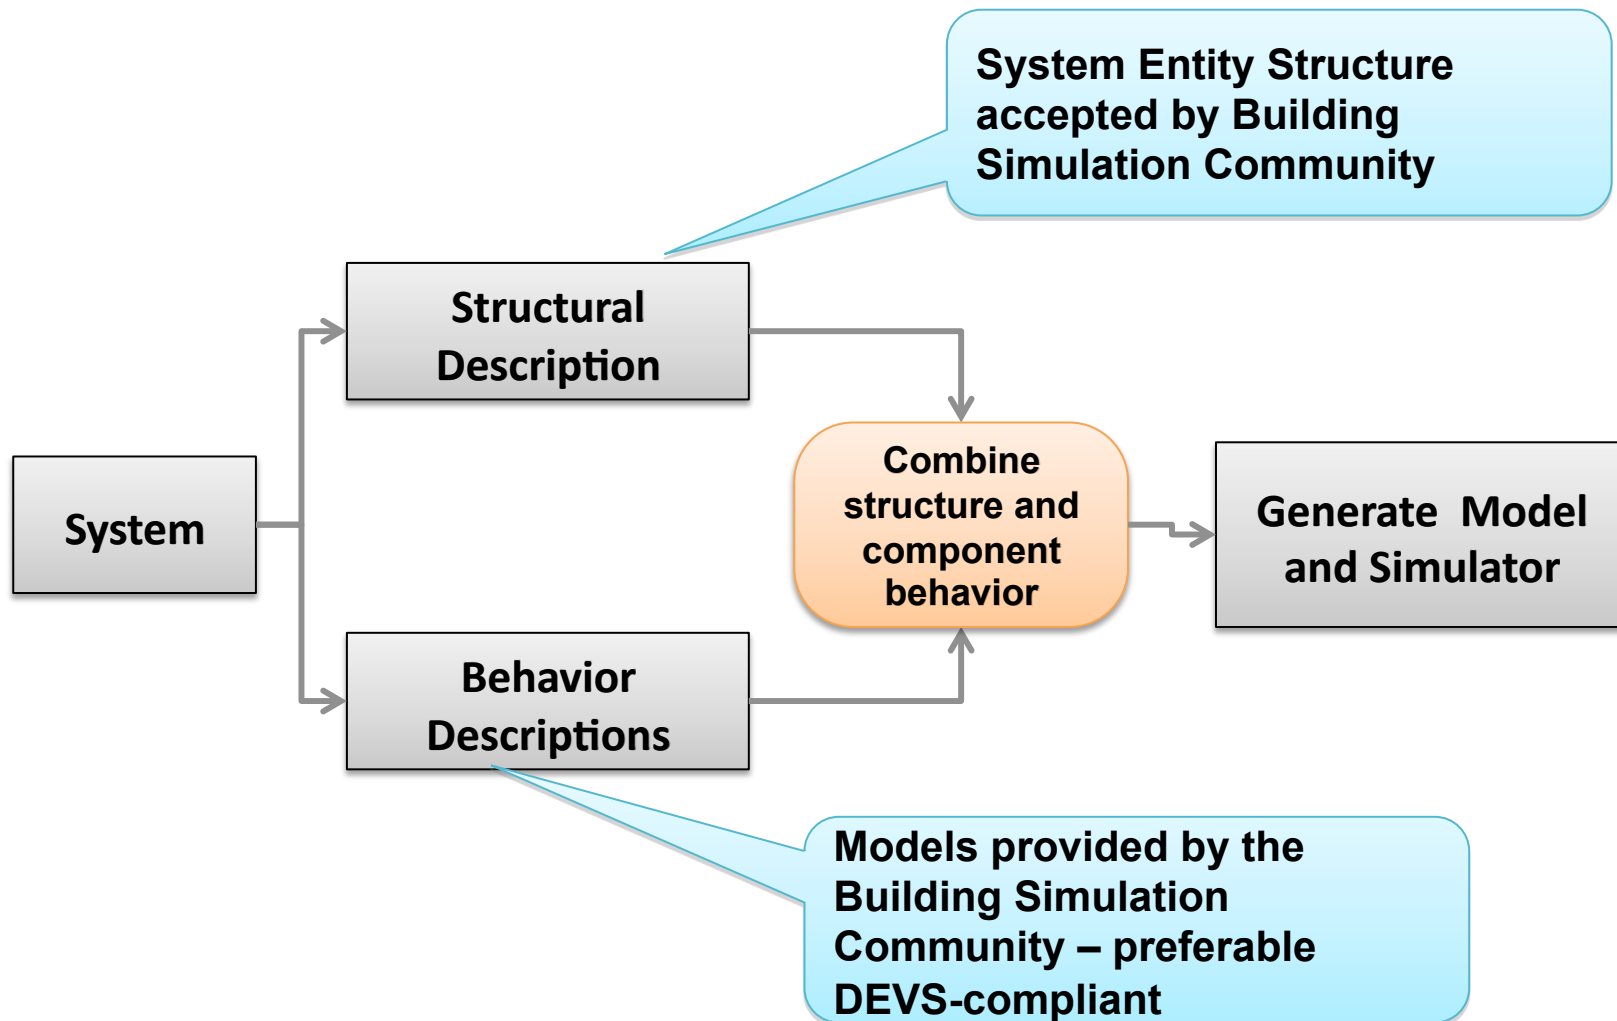 System Entity Structure
accepted by Building
Simulation Community
Structural
Description
System
Combine
structure and
component
behavior
Generate Model
and Simulator
Behavior
Descriptions
Models provided by the
Building Simulation
Community – preferable
DEVS-compliant